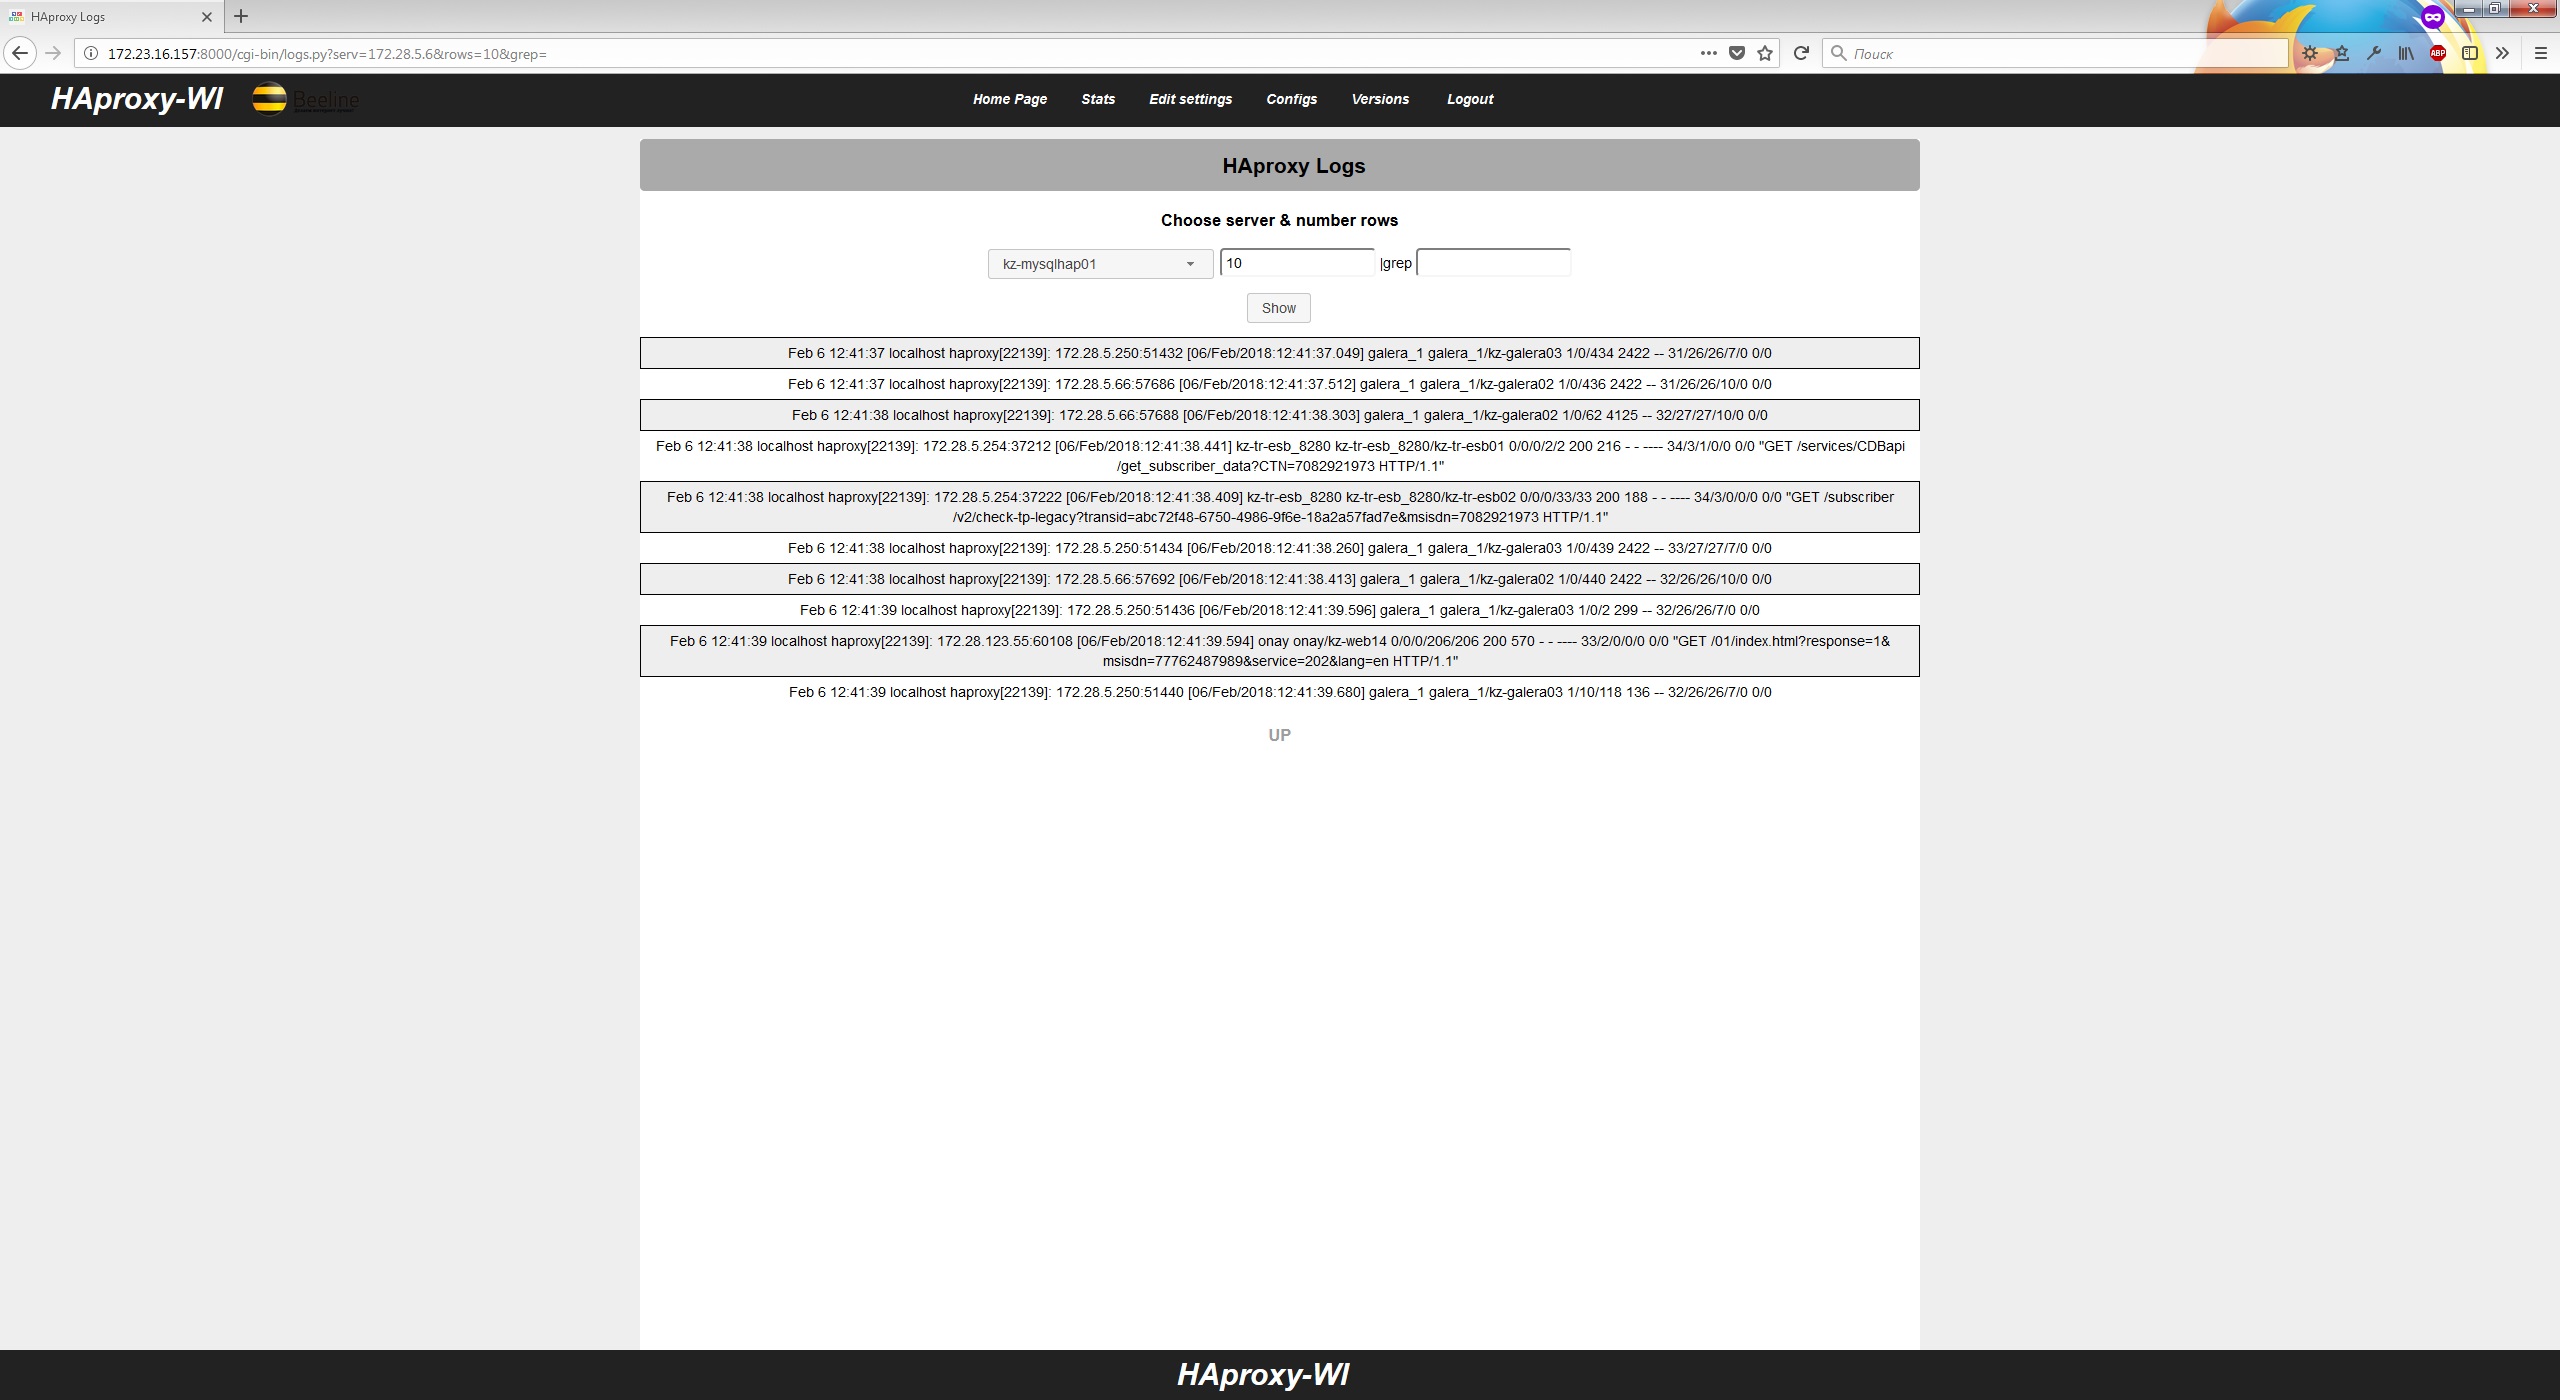 HAproxy Logs
172.23.16.157:8000/cgi-bin/logs.py?serv=172.28.5.6&rows=10&grep=
Поиск
ABP
HAproxy-WI
Beeline
Home Page Stats Edit settings Configs Versions Logout
HAproxy Logs
Choose server & number rows
kz-mysqlhap01 10 |grep
Show
Feb 6 12:41:37 localhost haproxy[22139]: 172.28.5.250:51432 [06/Feb/2018:12:41:37.049] galera_1 galera_1/kz-galera03 1/0/434 2422 -- 31/26/26/7/0 0/0
Feb 6 12:41:37 localhost haproxy[22139]: 172.28.5.66:57686 [06/Feb/2018:12:41:37.512] galera_1 galera_1/kz-galera02 1/0/436 2422 -- 31/26/26/10/0 0/0
Feb 6 12:41:38 localhost haproxy[22139]: 172.28.5.66:57688 [06/Feb/2018:12:41:38.303] galera_1 galera_1/kz-galera02 1/0/62 4125 -- 32/27/27/10/0 0/0
Feb 6 12:41:38 localhost haproxy[22139]: 172.28.5.254:37212 [06/Feb/2018:12:41:38.441] kz-tr-esb_8280 kz-tr-esb_8280/kz-tr-esb01 0/0/0/2/2 200 216 - - ---- 34/3/1/0/0 0/0 "GET /services/CDBapi
/get_subscriber_data?CTN=7082921973 HTTP/1.1"
Feb 6 12:41:38 localhost haproxy[22139]: 172.28.5.254:37222 [06/Feb/2018:12:41:38.409] kz-tr-esb_8280 kz-tr-esb_8280/kz-tr-esb02 0/0/0/33/33 200 188 - - ---- 34/3/0/0/0 0/0 "GET /subscriber
/v2/check-tp-legacy?transid=abc72f48-6750-4986-9f6e-18a2a57fad7e&msisdn=7082921973 HTTP/1.1"
Feb 6 12:41:38 localhost haproxy[22139]: 172.28.5.250:51434 [06/Feb/2018:12:41:38.260] galera_1 galera_1/kz-galera03 1/0/439 2422 -- 33/27/27/7/0 0/0
Feb 6 12:41:38 localhost haproxy[22139]: 172.28.5.66:57692 [06/Feb/2018:12:41:38.413] galera_1 galera_1/kz-galera02 1/0/440 2422 -- 32/26/26/10/0 0/0
Feb 6 12:41:39 localhost haproxy[22139]: 172.28.5.250:51436 [06/Feb/2018:12:41:39.596] galera_1 galera_1/kz-galera03 1/0/2 299 -- 32/26/26/7/0 0/0
Feb 6 12:41:39 localhost haproxy[22139]: 172.28.123.55:60108 [06/Feb/2018:12:41:39.594] onay onay/kz-web14 0/0/0/206/206 200 570 - - ---- 33/2/0/0/0 0/0 "GET /01/index.html?response=1&
msisdn=77762487989&service=202&lang=en HTTP/1.1"
Feb 6 12:41:39 localhost haproxy[22139]: 172.28.5.250:51440 [06/Feb/2018:12:41:39.680] galera_1 galera_1/kz-galera03 1/10/118 136 -- 32/26/26/7/0 0/0
UP
HAproxy-WI